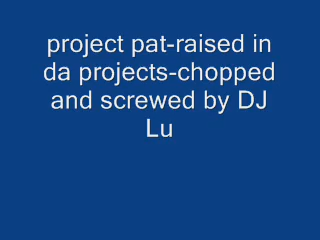 project pat-raised in
da projects-chopped
and screwed by DJ
Lu